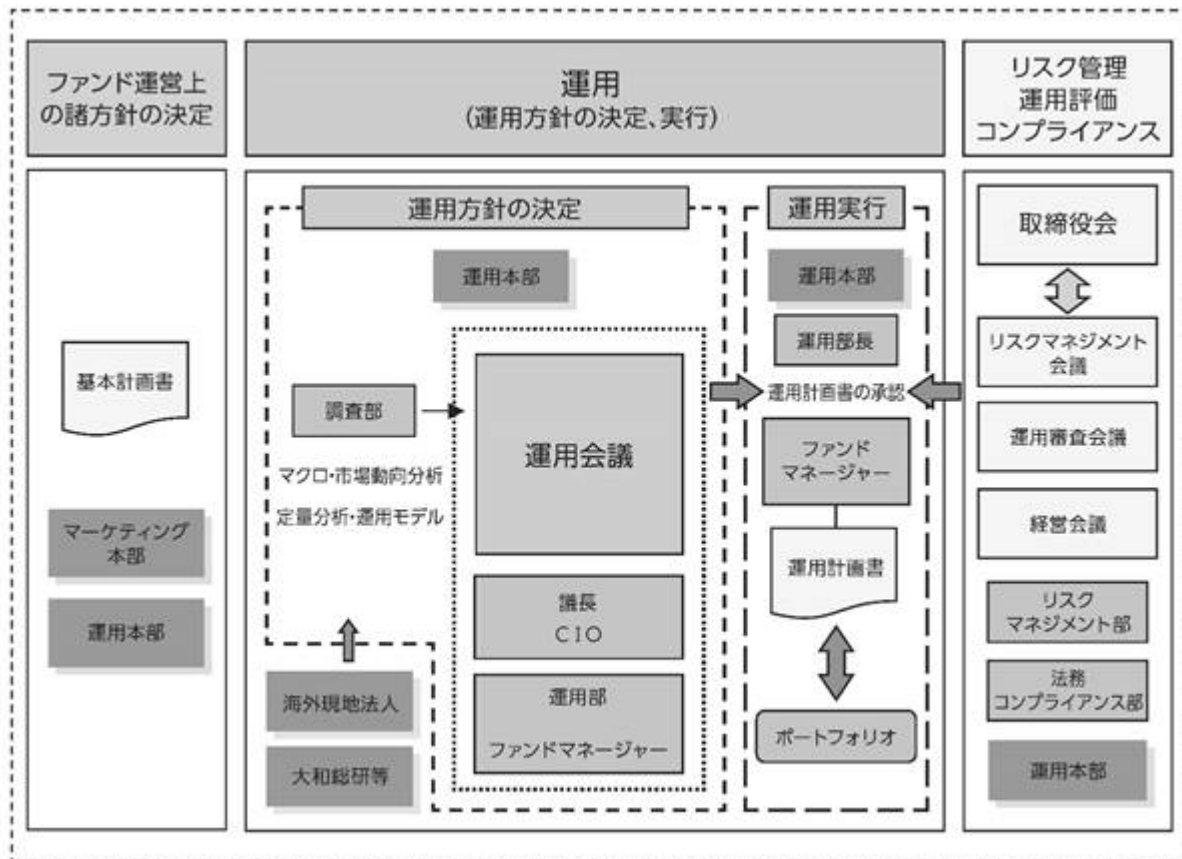 ファンド運営上
の諸方針の決定
運用
(運用方針の決定、実行)
リスク管理
運用評価
コンプライアンス
基本計画書
マーケティング
本部
運用本部
運用方針の決定
運用本部
調査部
マクロ・市場動向分析
定量分析・運用モデル
海外現地法人
大和総研等
運用会議
議長
CIO
運用部
ファンドマネージャー
運用実行
運用本部
運用部長
運用計画書の承認
ファンド
マネージャー
運用計画書
ポートフォリオ
取締役会
リスクマネジメント
会議
運用審査会議
経営会議
リスク
マネジメント部
法務
コンプライアンス部
運用本部